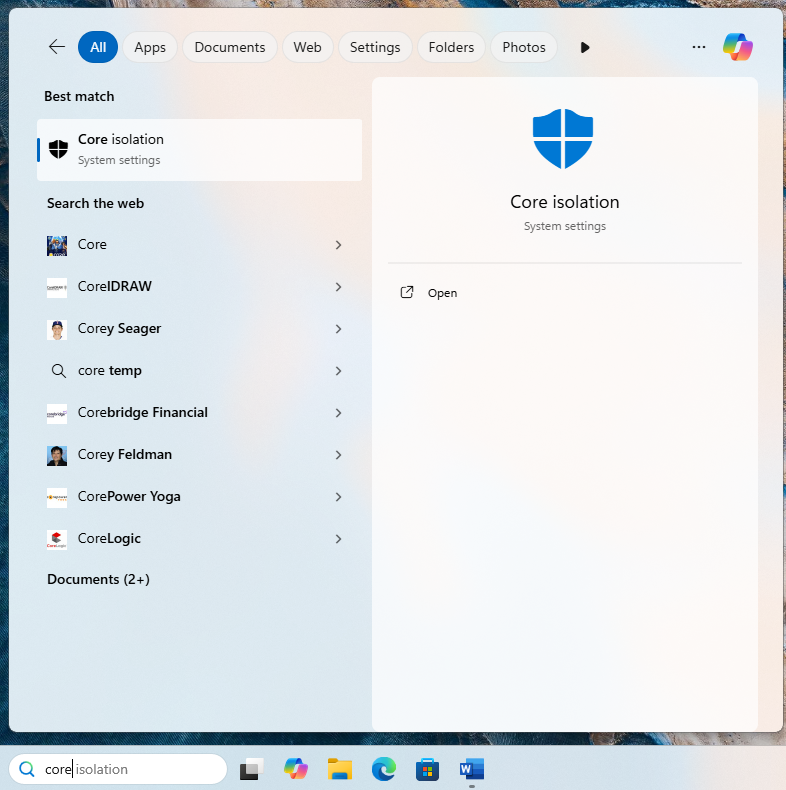 All
Apps
Documents
Web
Settings
Folders
Photos
Best match
Core isolation
System settings
Search the web
Core
CorelDRAW
Corey Seager
core temp
Corebridge Financial
Corey Feldman
CorePower Yoga
CoreLogic
Documents (2+)
Core isolation
System settings
Open
core isolation